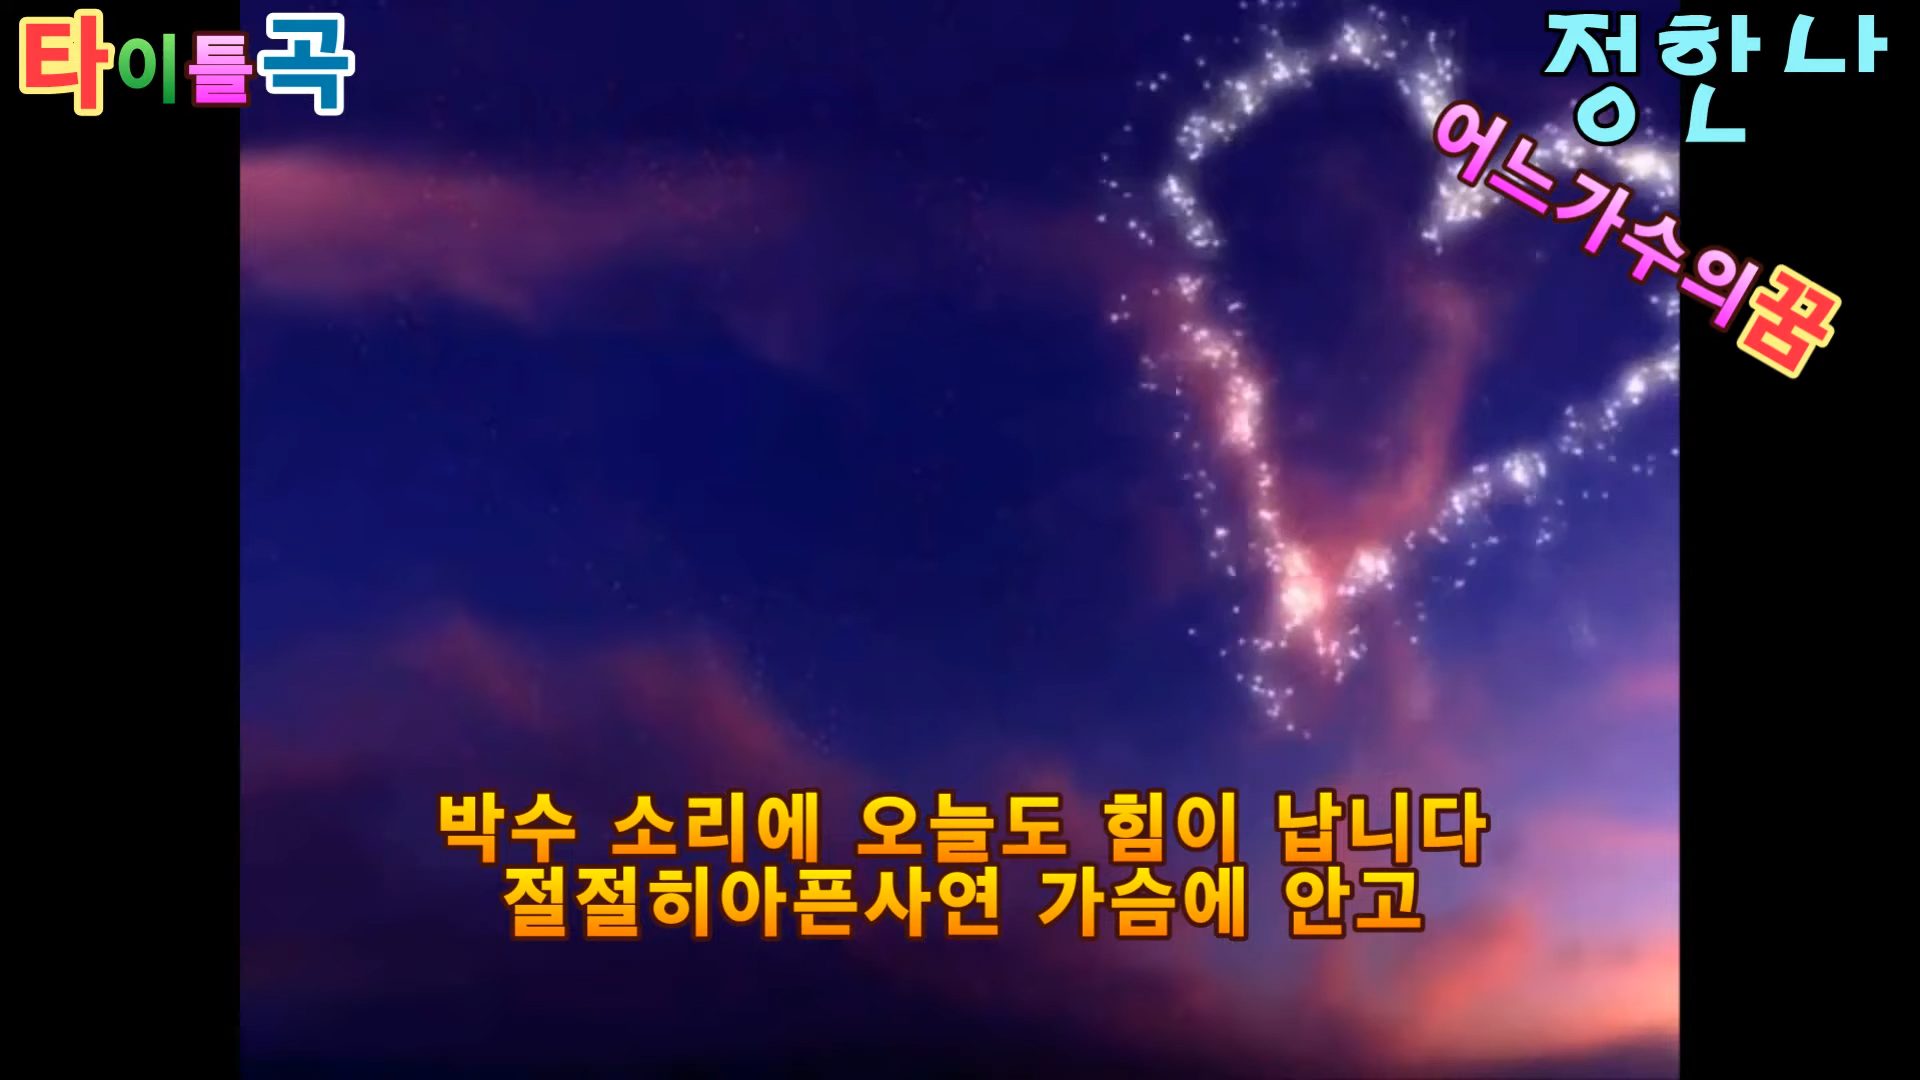 타이틀곡
정한나
어느가수의꿈
박수 소리에 오늘도 힘이 납니다
절절히아픈사연 가슴에 안고